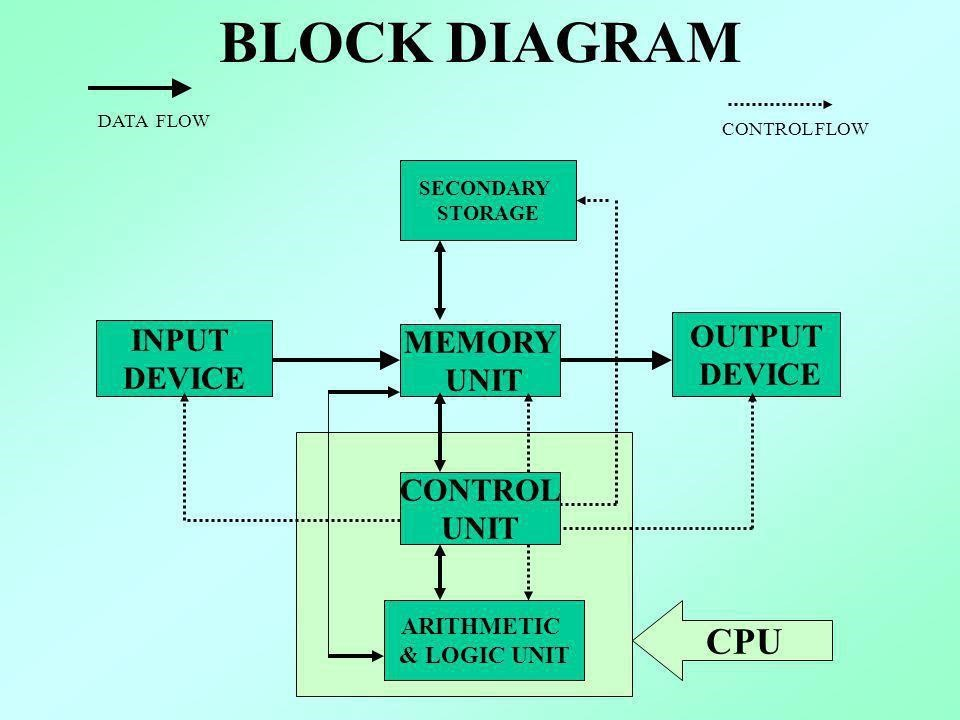 BLOCK DIAGRAM
DATA FLOW
CONTROL FLOW
SECONDARY
STORAGE
INPUT
DEVICE
MEMORY
UNIT
OUTPUT
DEVICE
CONTROL
UNIT
ARITHMETIC
& LOGIC UNIT
CPU